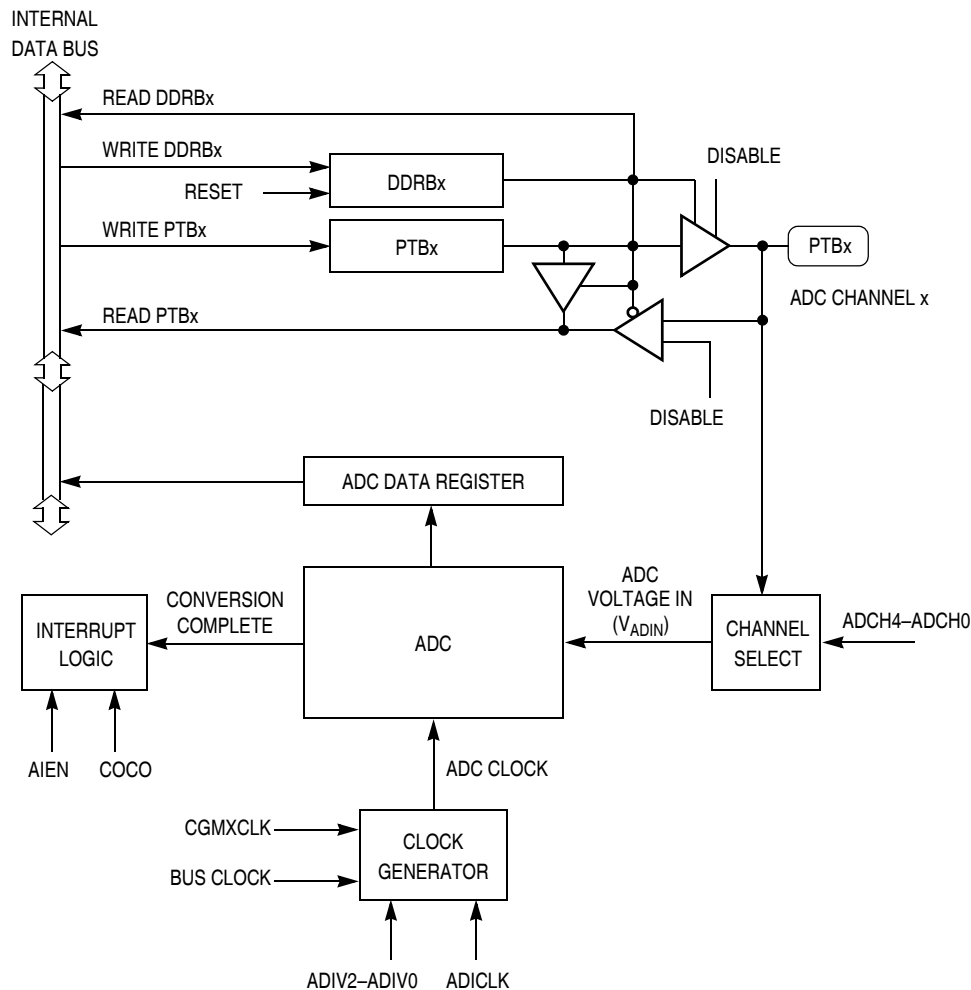 INTERNAL
DATA BUS
READ DDRBx
WRITE DDRBx
RESET
DDRBx
DISABLE
WRITE PTBx
PTBx
PTBx
ADC CHANNEL x
READ PTBx
DISABLE
ADC DATA REGISTER
INTERRUPT
LOGIC
CONVERSION
COMPLETE
ADC
ADC
VOLTAGE IN
(VADIN)
CHANNEL
SELECT
ADCH4–ADCH0
AIEN
COCO
ADC CLOCK
CGMXCLK
BUS CLOCK
CLOCK
GENERATOR
ADIV2–ADIV0
ADICLK